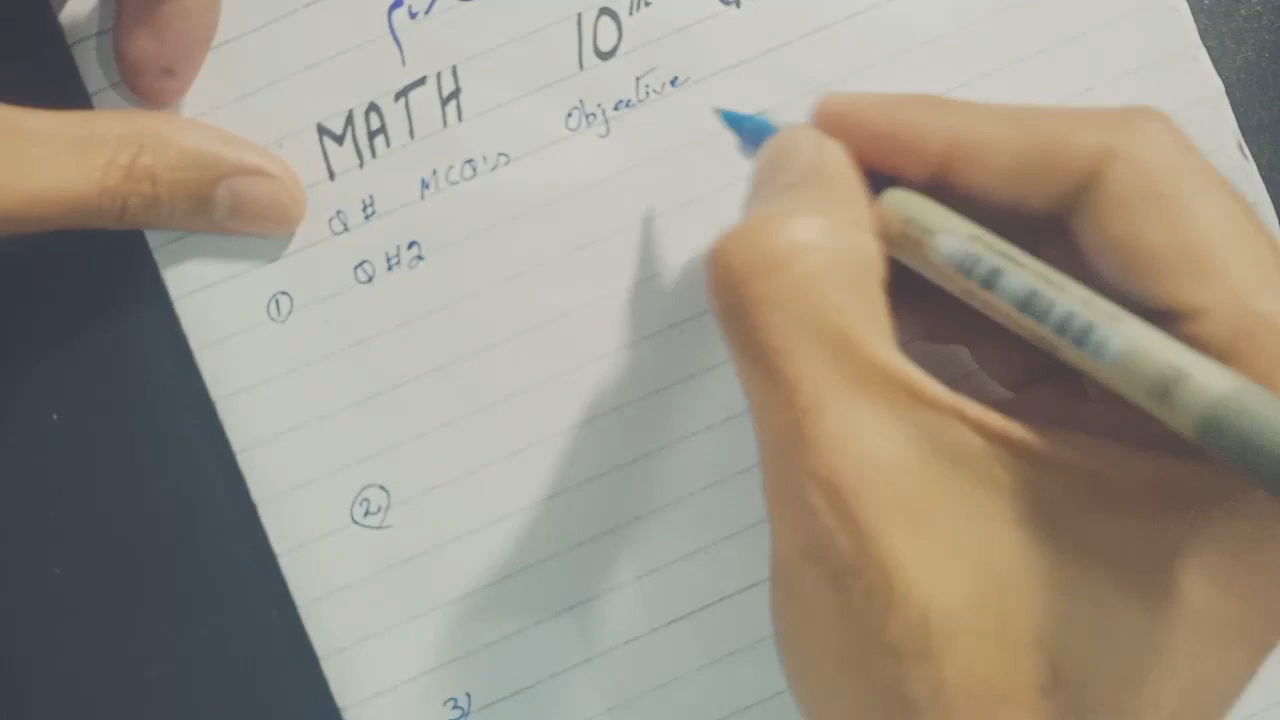 MATH 10th
Q # MCQ's Objective
① Q #2
②
3)